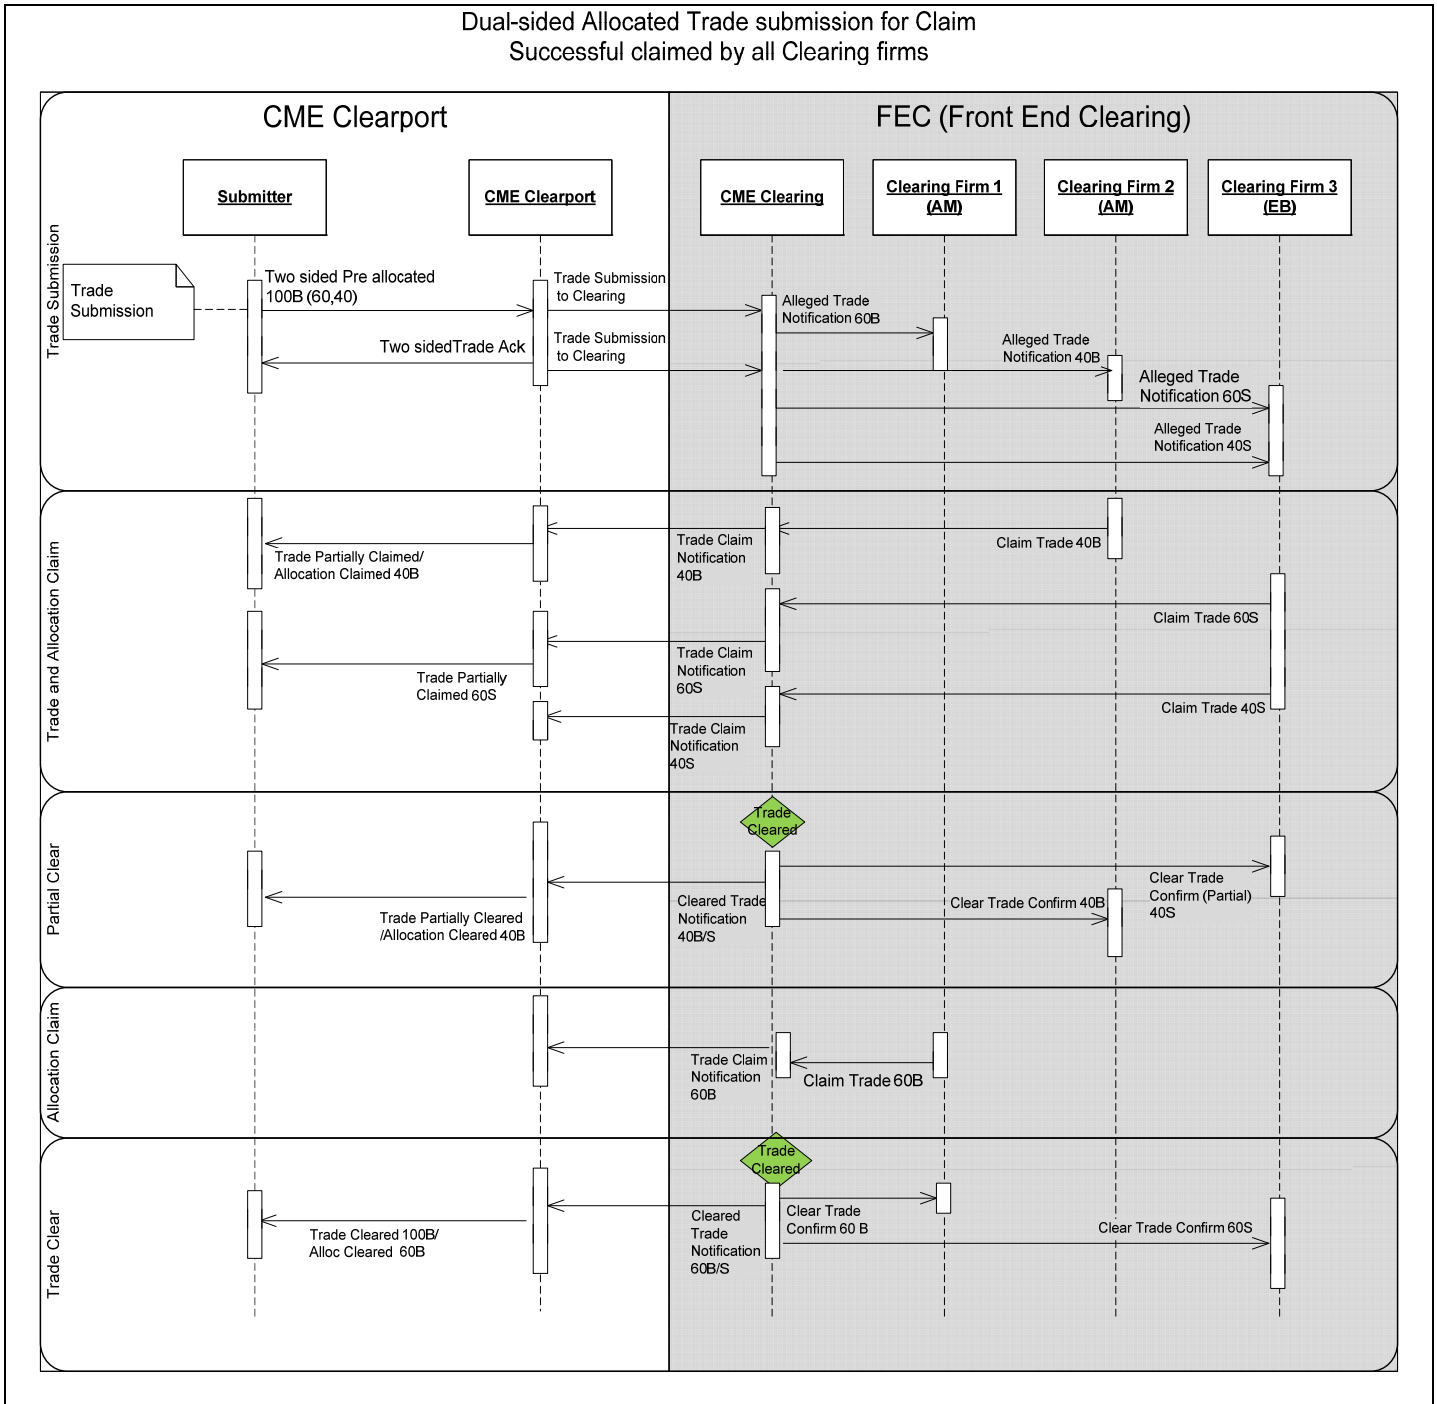 Dual-sided Allocated Trade submission for Claim
Successful claimed by all Clearing firms
CME Clearport
FEC (Front End Clearing)
Submitter
CME Clearport
CME Clearing
Clearing Firm 1
(AM)
Clearing Firm 2
(AM)
Clearing Firm 3
(EB)
Trade Submission
Trade
Submission
Two sided Pre allocated
100B (60,40)
Trade Submission
to Clearing
Alleged Trade
Notification 60B
Two sidedTrade Ack
Trade Submission
to Clearing
Alleged Trade
Notification 40B
Alleged Trade
Notification 60S
Alleged Trade
Notification 40S
Trade and Allocation Claim
Trade Partially Claimed/
Allocation Claimed 40B
Trade Claim
Notification
40B
Claim Trade 40B
Claim Trade 60S
Trade Partially
Claimed 60S
Trade Claim
Notification
60S
Claim Trade 40S
Trade Claim
Notification
40S
Partial Clear
Trade
Cleared
Trade Partially Cleared
/Allocation Cleared 40B
Cleared Trade
Notification
40B/S
Clear Trade Confirm 40B
Clear Trade
Confirm (Partial)
40S
Allocation Claim
Trade Claim
Notification
60B
Claim Trade 60B
Trade Clear
Trade
Cleared
Trade Cleared 100B/
Alloc Cleared 60B
Cleared
Trade
Notification
60B/S
Clear Trade
Confirm 60 B
Clear Trade Confirm 60S